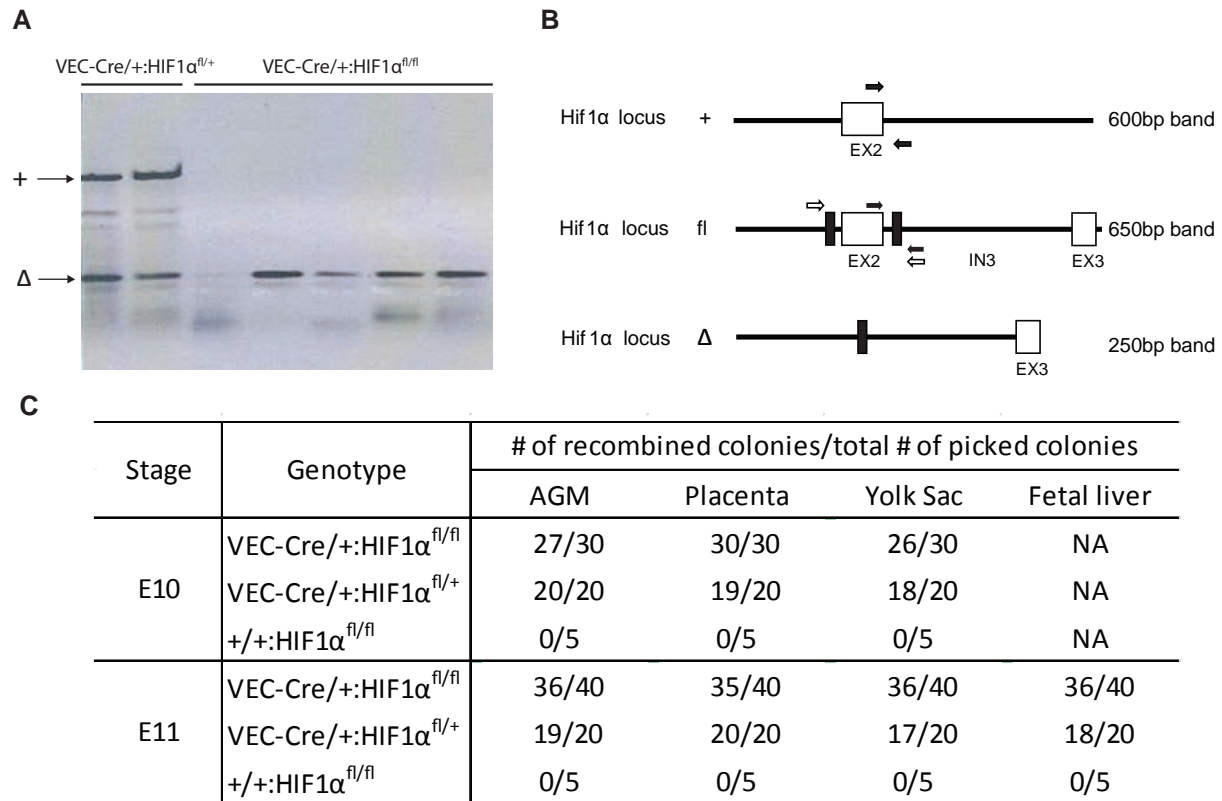 A
VEC-Cre/+:HIF1α^fl/+ VEC-Cre/+:HIF1α^fl/fl
+
Δ
B
Hif1α locus + 600bp band
EX2
Hif1α locus fl 650bp band
EX2 IN3 EX3
Hif1α locus Δ 250bp band
EX3
C
Stage Genotype # of recombined colonies/total # of picked colonies
AGM Placenta Yolk Sac Fetal liver
E10 VEC-Cre/+:HIF1α^fl/fl 27/30 30/30 26/30 NA
VEC-Cre/+:HIF1α^fl/+ 20/20 19/20 18/20 NA
+/+:HIF1α^fl/fl 0/5 0/5 0/5 NA
E11 VEC-Cre/+:HIF1α^fl/fl 36/40 35/40 36/40 36/40
VEC-Cre/+:HIF1α^fl/+ 19/20 20/20 17/20 18/20
+/+:HIF1α^fl/fl 0/5 0/5 0/5 0/5